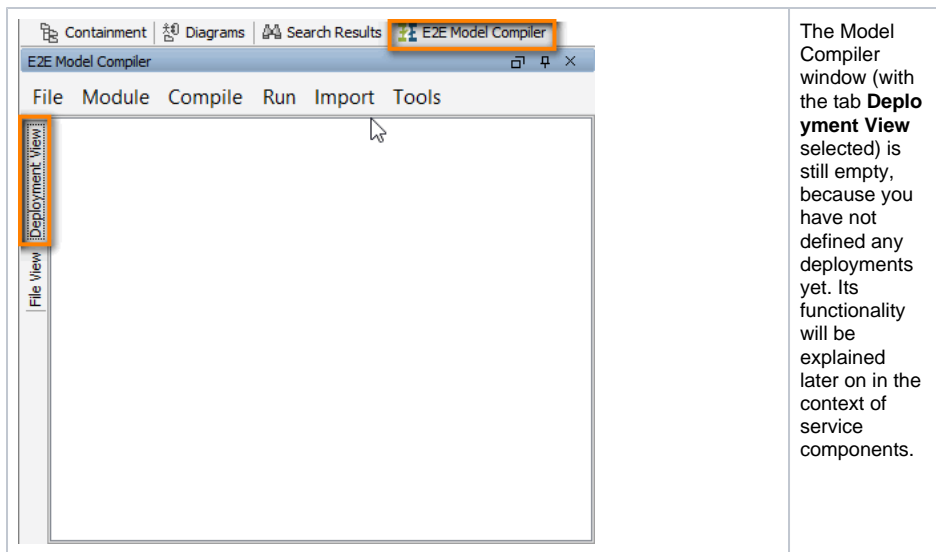 Containment Diagrams Search Results E2E Model Compiler
E2E Model Compiler
File Module Compile Run Import Tools
Deployment View
File View
The Model
Compiler
window (with
the tab Deplo
yment View
selected) is
still empty,
because you
have not
defined any
deployments
yet. Its
functionality
will be
explained
later on in the
context of
service
components.